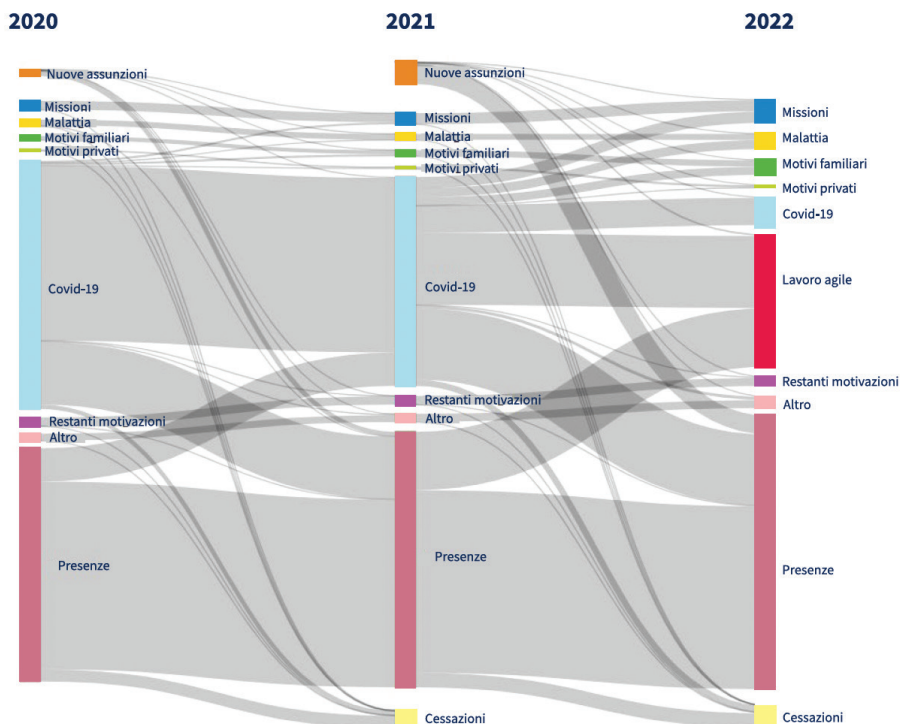 2020
2021
2022
Nuove assunzioni
Missioni
Malattia
Motivi familiari
Motivi privati
Covid-19
Restanti motivazioni
Altro
Presenze
Nuove assunzioni
Missioni
Malattia
Motivi familiari
Motivi privati
Covid-19
Restanti motivazioni
Altro
Presenze
Cessazioni
Missioni
Malattia
Motivi familiari
Motivi privati
Covid-19
Lavoro agile
Restanti motivazioni
Altro
Presenze
Cessazioni